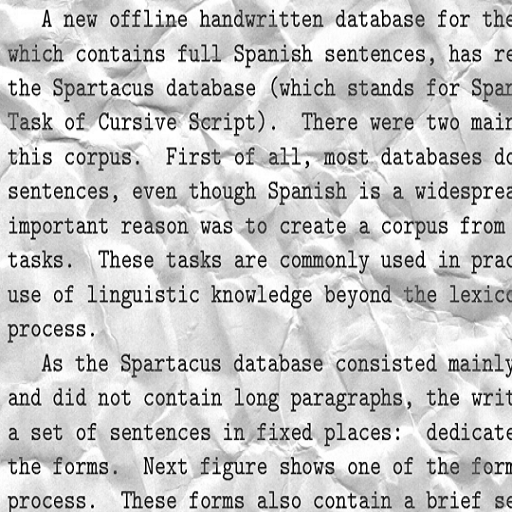 A new offline handwritten database for the
which contains full Spanish sentences, has re
the Spartacus database (which stands for Span
Task of Cursive Script). There were two main
this corpus. First of all, most databases do
sentences, even though Spanish is a widesprea
important reason was to create a corpus from
tasks. These tasks are commonly used in prac
use of linguistic knowledge beyond the lexico
process.
As the Spartacus database consisted mainly
and did not contain long paragraphs, the writ
a set of sentences in fixed places: dedicate
the forms. Next figure shows one of the form
process. These forms also contain a brief se